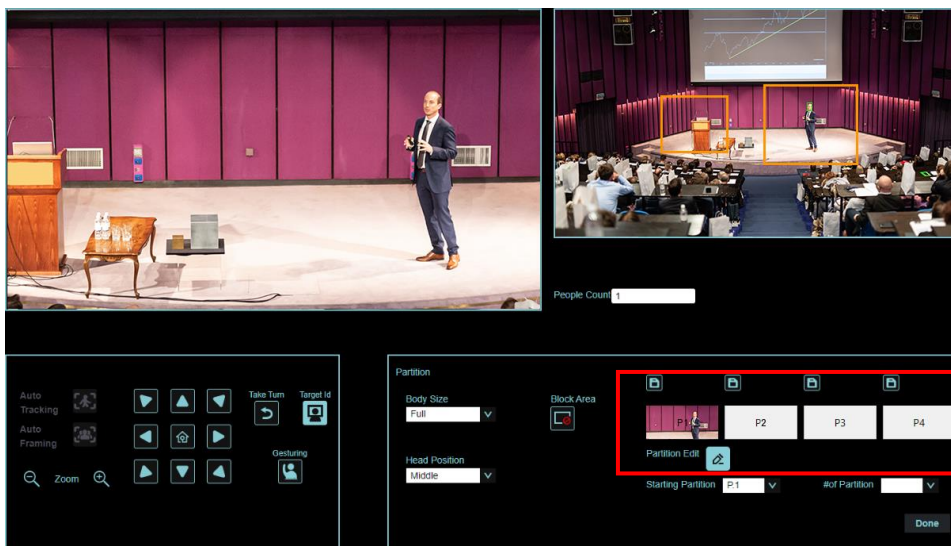 People Count 1
Auto Tracking
Auto Framing
Zoom
Take Turn
Target Id
Gesturing
Partition
Body Size
Full
Block Area
Head Position
Middle
P1
P2
P3
P4
Partition Edit
Starting Partition P.1
#of Partition
Done